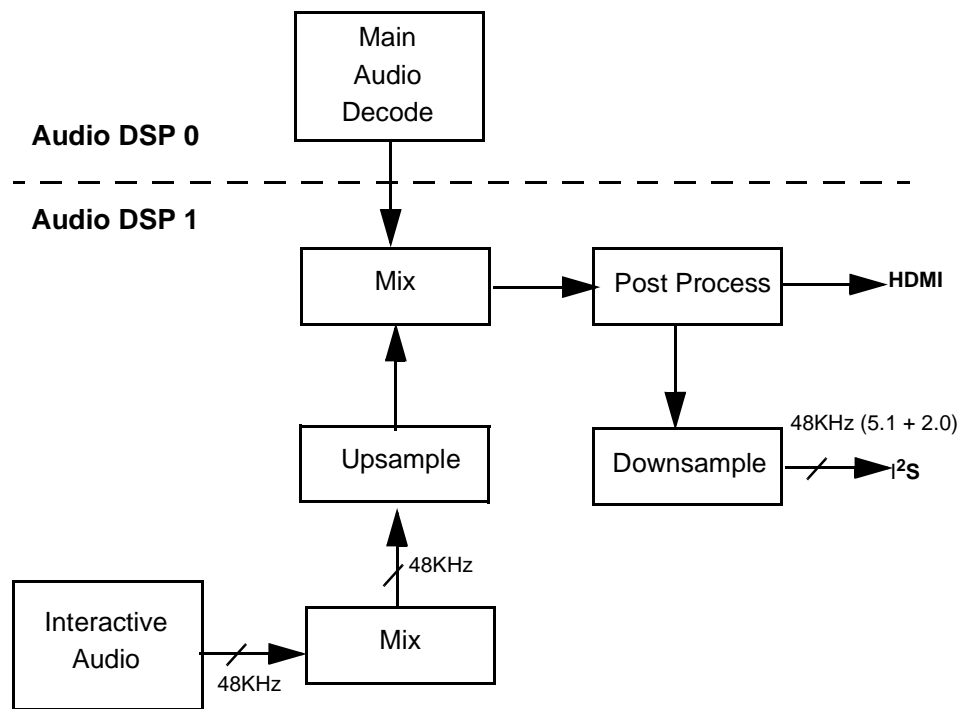 Main
Audio
Decode
Audio DSP 0
Audio DSP 1
Mix
Post Process
HDMI
Upsample
Downsample
48KHz (5.1 + 2.0)
I²S
48KHz
Interactive
Audio
48KHz
Mix